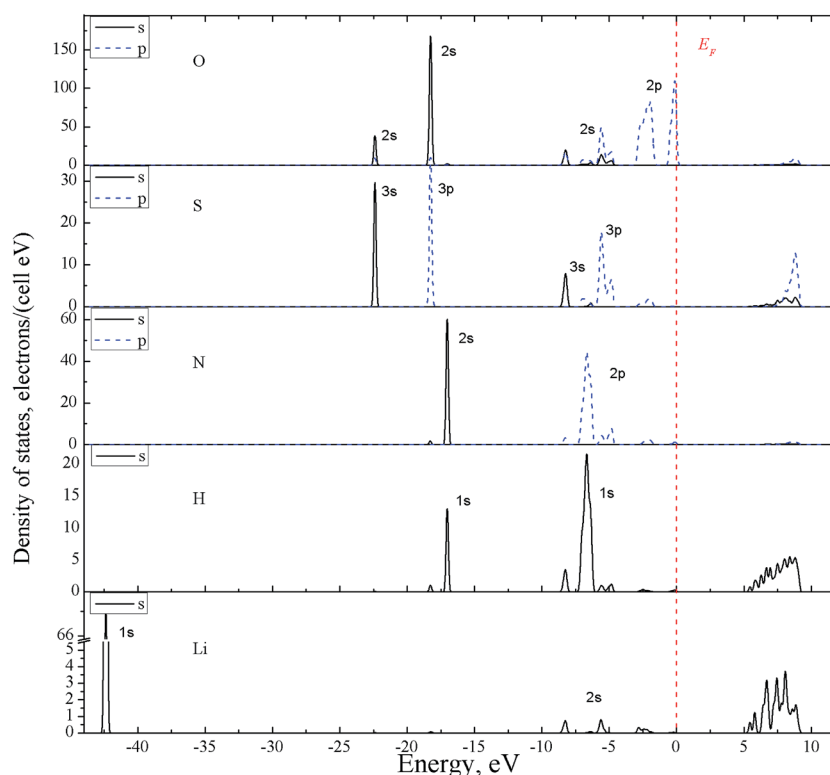 s
p
O
2s
2s
2s
2p
E_F
150
100
50
0
s
p
S
3s
3p
3s
3p
30
20
10
0
s
p
N
2s
2p
60
40
20
0
s
H
1s
1s
20
15
10
5
0
s
Li
1s
2s
66
5
4
3
2
1
0
-40 -35 -30 -25 -20 -15 -10 -5 0 5 10
Energy, eV
Density of states, electrons/(cell eV)